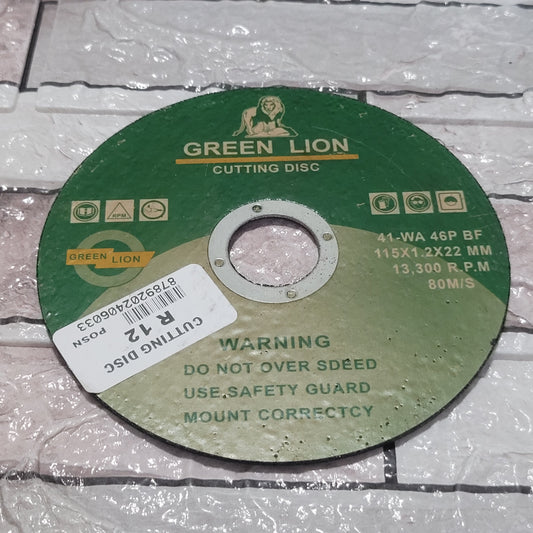 GREEN LION
CUTTING DISC
RPM
41-WA 46P BF
115X1.2X22 MM
13,300 R.P.M
80M/S
GREEN LION
CUTTING DISC
R 12
POSN
8789202406033
WARNING
DO NOT OVER SDEED
USE.SAFETY GUARD
MOUNT CORRECTCY